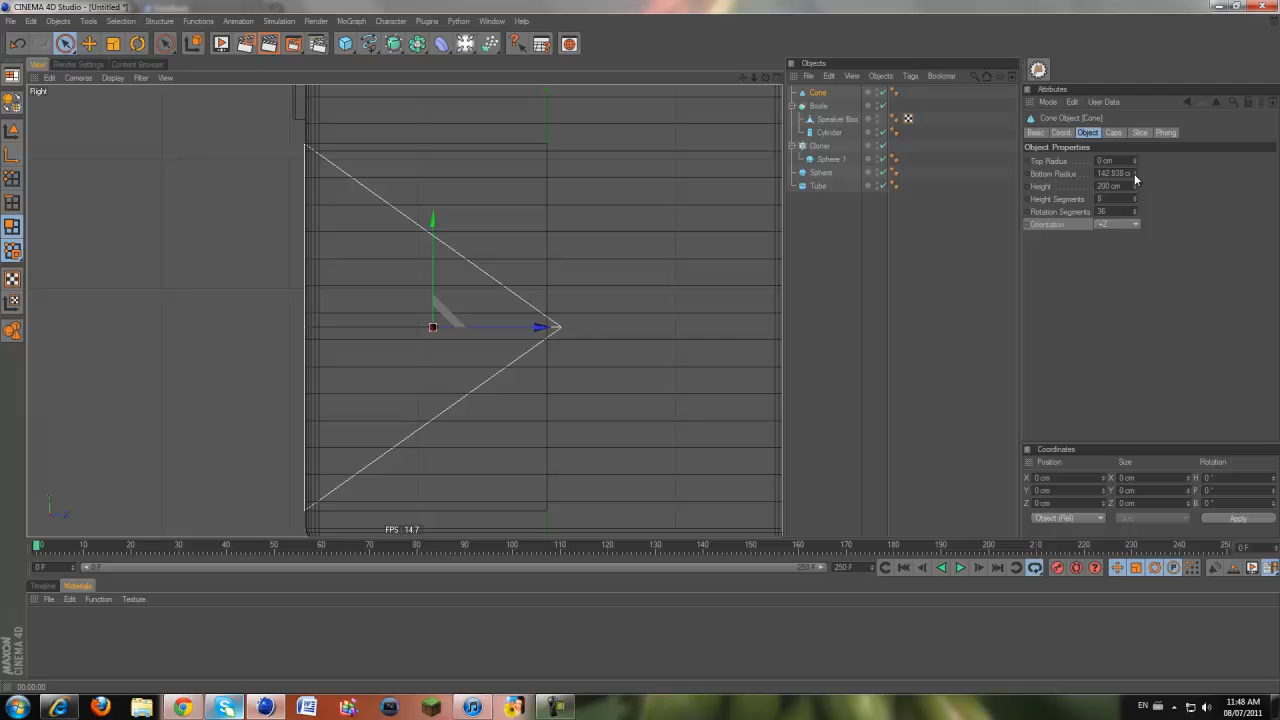 CINEMA 4D Studio - [Untitled *]
File Edit Objects Tools Selection Structure Functions Animation Simulation Render MoGraph Character Plugins Python Window Help
View Render Settings Content Browser
Edit Cameras Display Filter View
Right
FPS : 14.7
Objects
File Edit View Objects Tags Bookmark
Cone
Boole
Speaker Box
Cylinder
Cloner
Sphere 1
Sphere
Tube
Attributes
Mode Edit User Data
Cone Object [Cone]
Basic Coord. Object Caps Slice Phong
Object Properties
Top Radius . . . . . 0 cm
Bottom Radius . . . 142.838 c
Height . . . . . . . . . 200 cm
Height Segments 8
Rotation Segments 36
Orientation +Z
Coordinates
Position Size Rotation
X 0 cm X 0 cm H 0 °
Y 0 cm Y 0 cm P 0 °
Z 0 cm Z 0 cm B 0 °
Object (Rel) Size Apply
0 10 20 30 40 50 60 70 80 90 100 110 120 130 140 150 160 170 180 190 200 210 220 230 240 25 0 F
0 F 0 F 250 F 250 F
Timeline Materials
File Edit Function Texture
MAXON
CINEMA 4D
00:00:00
EN 11:48 AM
08/07/2011